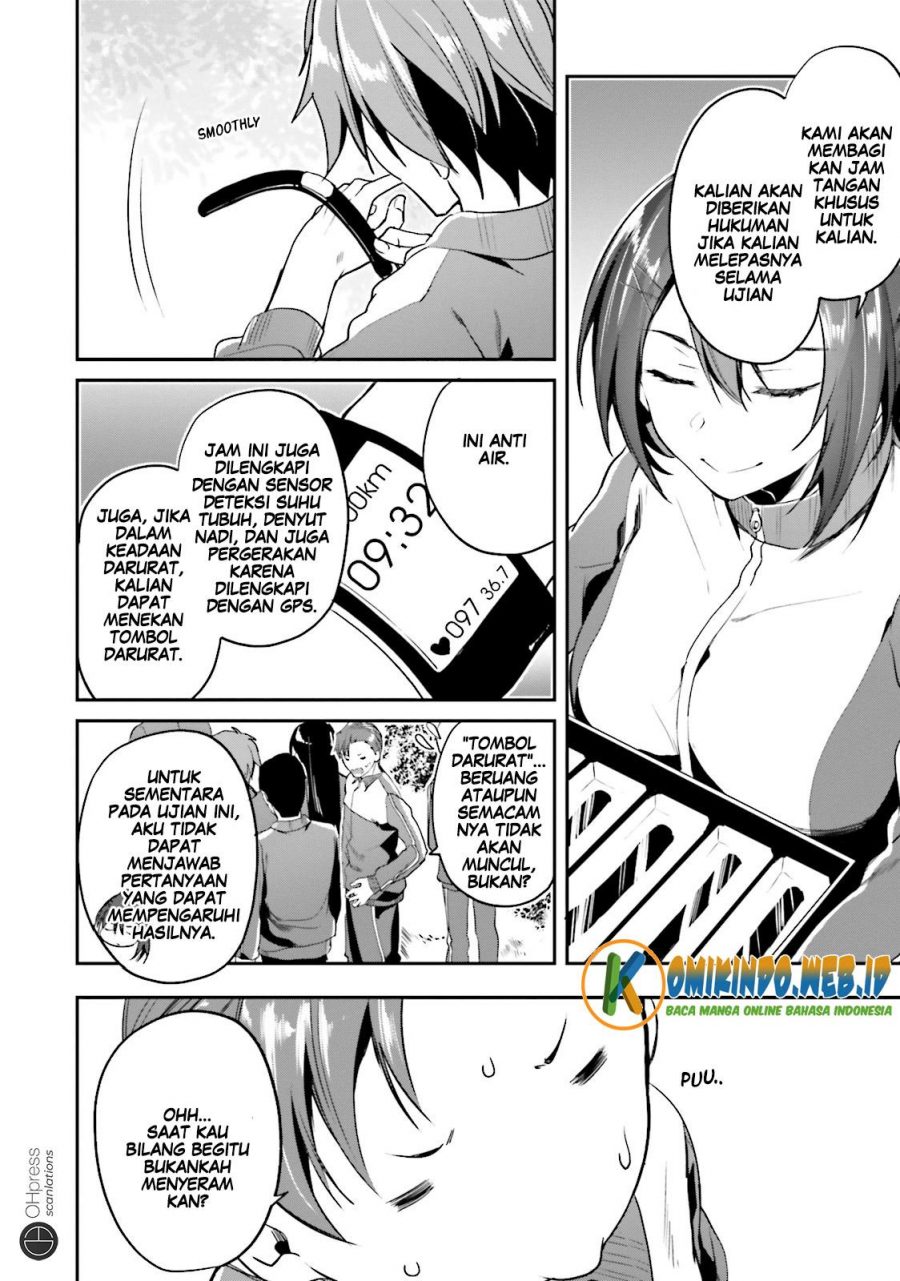 KAMI AKAN
MEMBAGI
KAN JAM
TANGAN
KHUSUS
UNTUK
KALIAN.
KALIAN AKAN
DIBERIKAN
HUKUMAN
JIKA KALIAN
MELEPASNYA
SELAMA
UJIAN
SMOOTHLY
INI ANTI
AIR.
JAM INI JUGA
DILENGKAPI
DENGAN SENSOR
DETEKSI SUHU
TUBUH, DENYUT
NADI, DAN JUGA
PERGERAKAN
KARENA
DILENGKAPI
DENGAN GPS.
JUGA, JIKA
DALAM
KEADAAN
DARURAT,
KALIAN
DAPAT
MENEKAN
TOMBOL
DARURAT.
00km
09:32
097 36.7
"TOMBOL
DARURAT"...
BERUANG
ATAUPUN
SEMACAM
NYA TIDAK
AKAN
MUNCUL,
BUKAN?
UNTUK
SEMENTARA
PADA UJIAN INI,
AKU TIDAK
DAPAT
MENJAWAB
PERTANYAAN
YANG DAPAT
MEMPENGARUHI
HASILNYA.
KOMIKINDO.WEB.ID
BACA MANGA ONLINE BAHASA INDONESIA
PUU..
OHH...
SAAT KAU
BILANG BEGITU
BUKANKAH
MENYERAM
KAN?
OHpress
scanlations